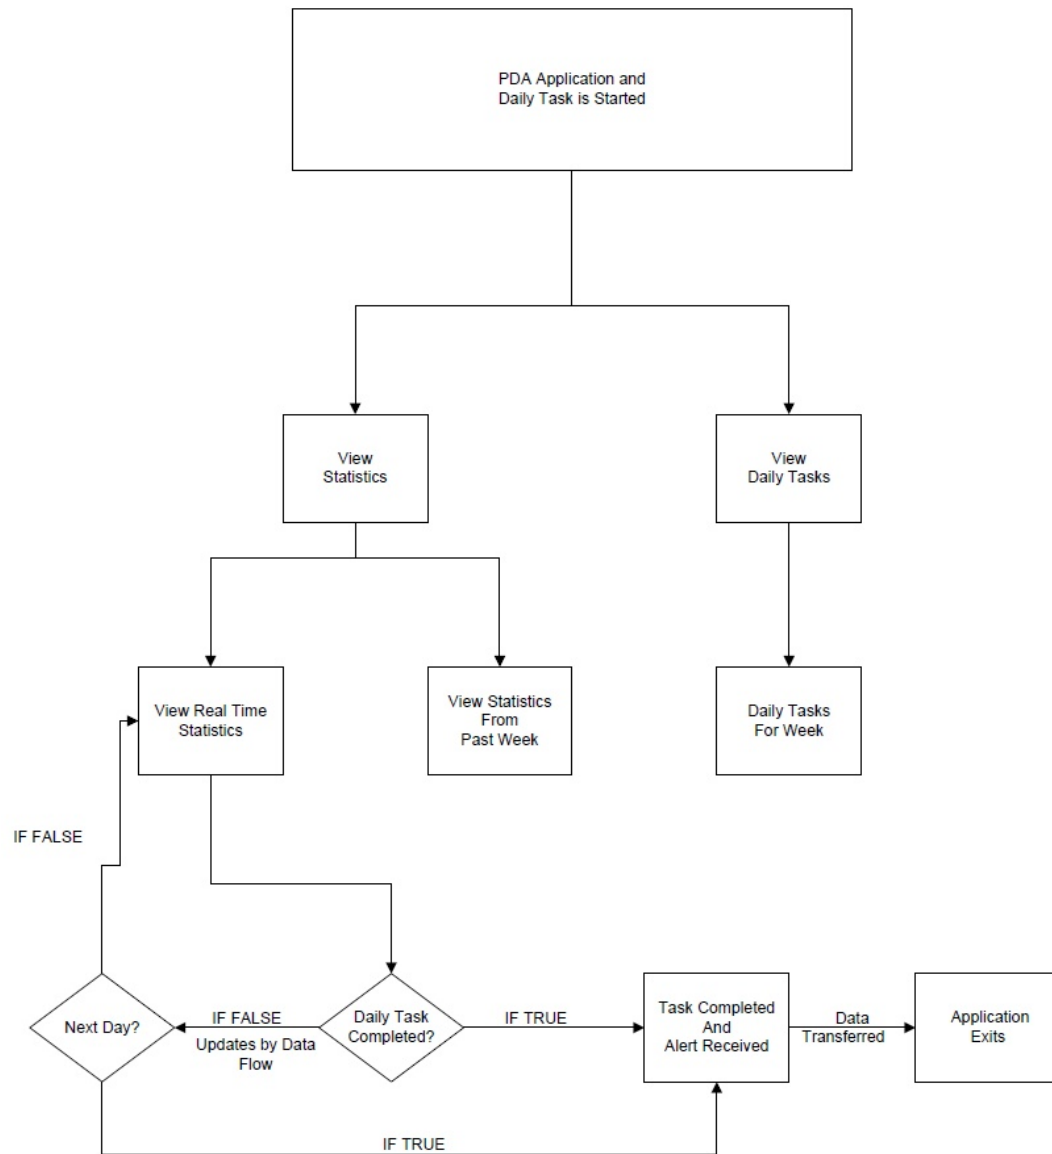 PDA Application and
Daily Task is Started
View
Statistics
View
Daily Tasks
View Real Time
Statistics
View Statistics
From
Past Week
Daily Tasks
For Week
IF FALSE
Next Day?
IF FALSE
Updates by Data
Flow
Daily Task
Completed?
IF TRUE
Task Completed
And
Alert Received
Data
Transferred
Application
Exits
IF TRUE